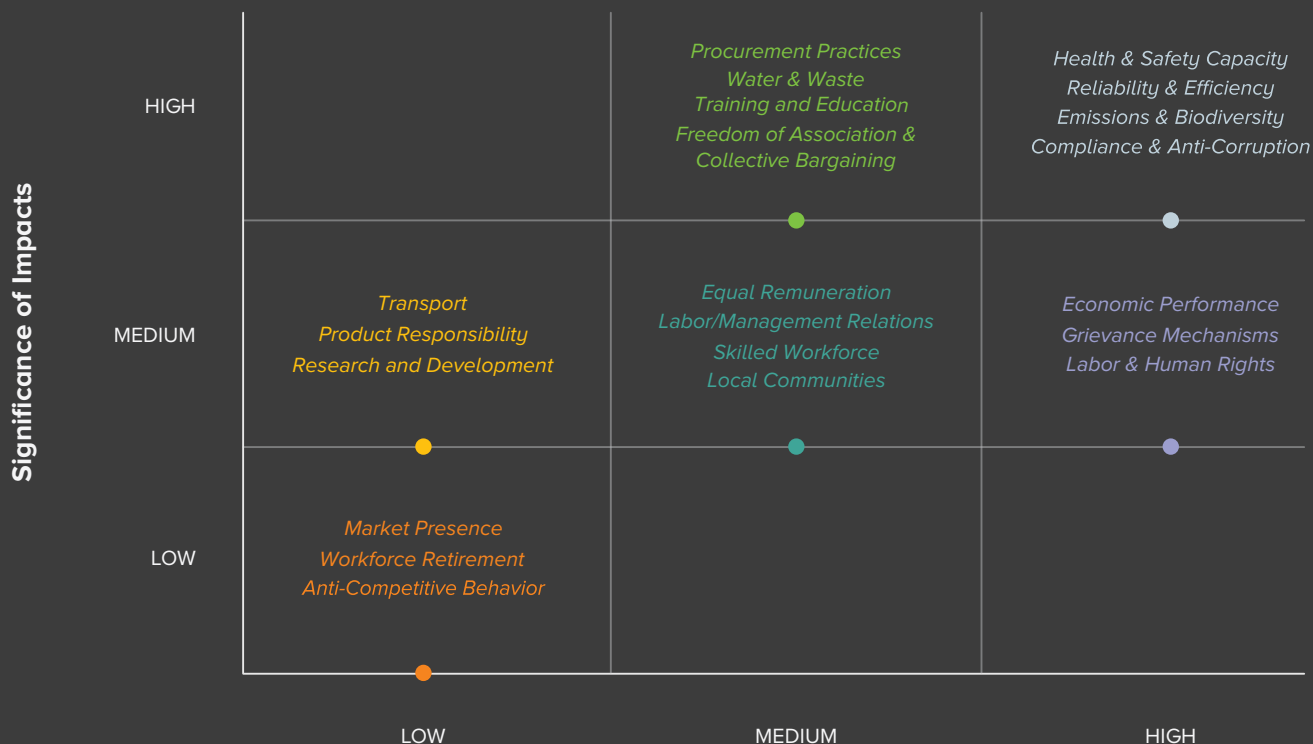 Significance of Impacts
HIGH
Procurement Practices
Water & Waste
Training and Education
Freedom of Association &
Collective Bargaining
Health & Safety Capacity
Reliability & Efficiency
Emissions & Biodiversity
Compliance & Anti-Corruption
MEDIUM
Transport
Product Responsibility
Research and Development
Equal Remuneration
Labor/Management Relations
Skilled Workforce
Local Communities
Economic Performance
Grievance Mechanisms
Labor & Human Rights
LOW
Market Presence
Workforce Retirement
Anti-Competitive Behavior
LOW
MEDIUM
HIGH